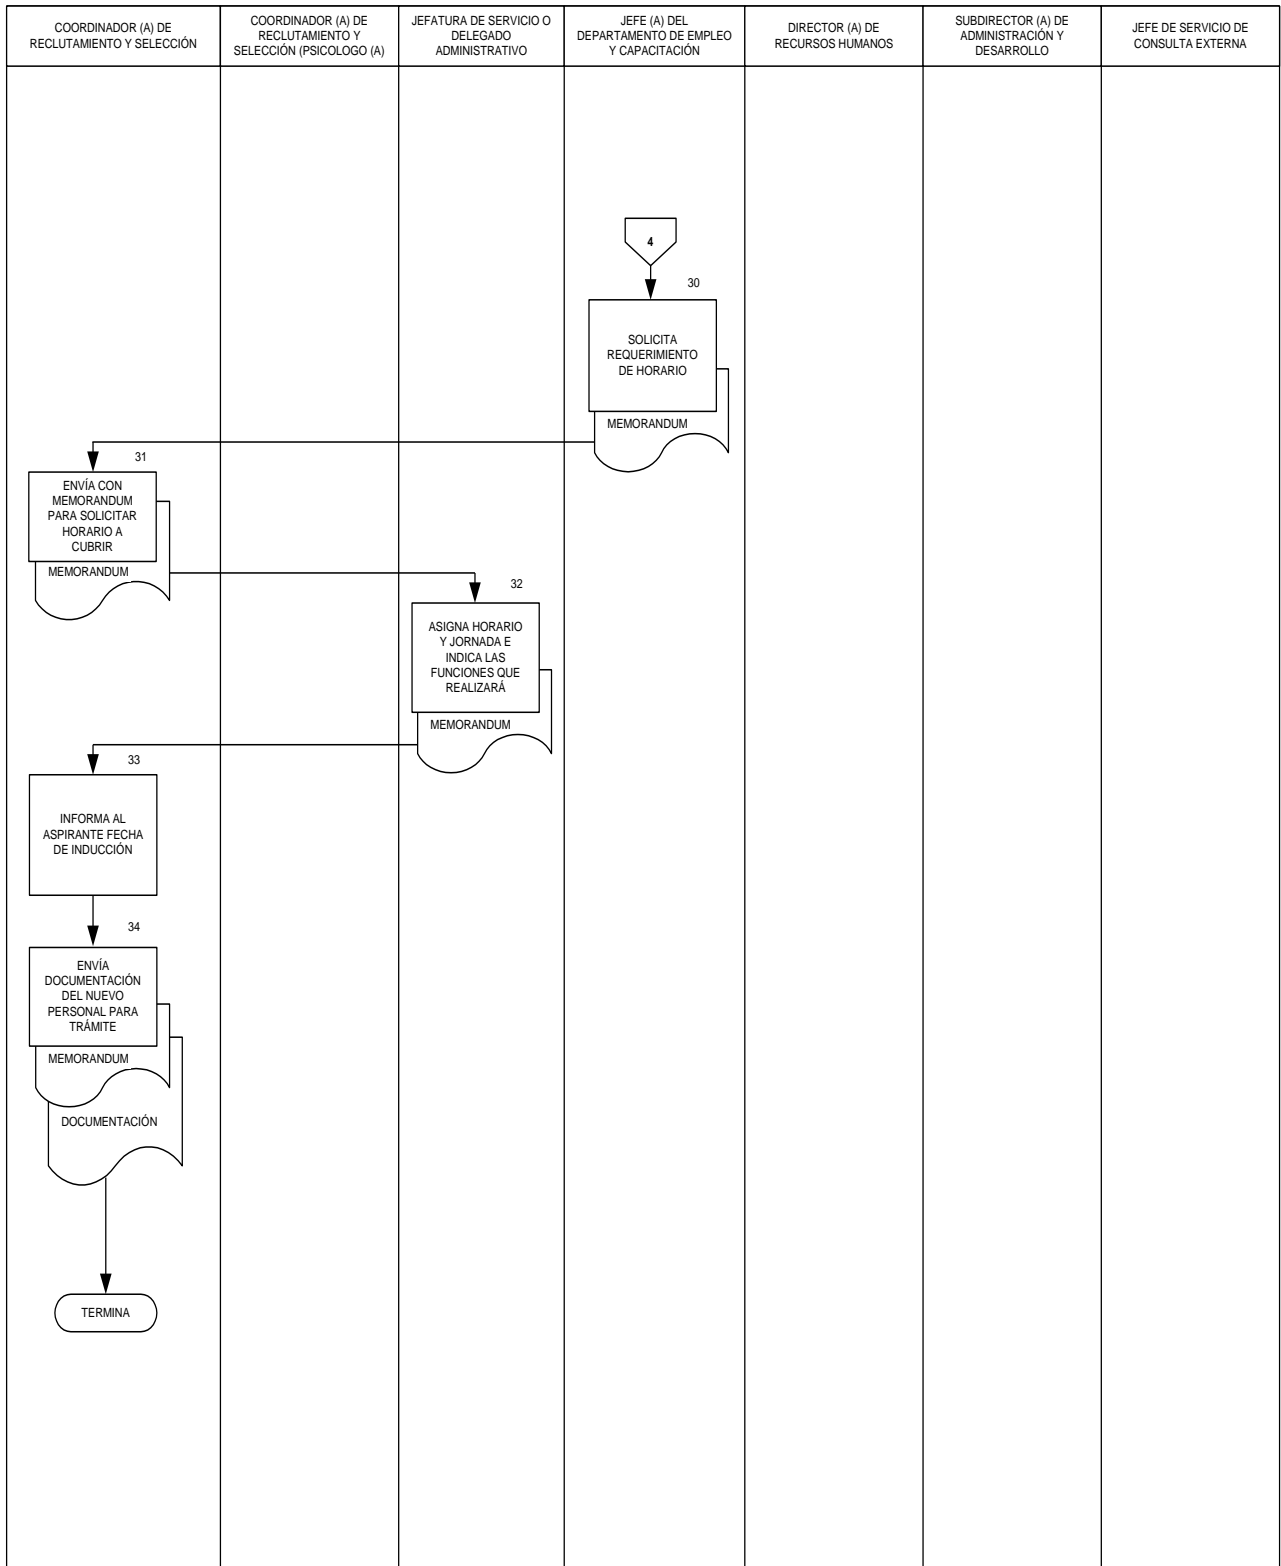 COORDINADOR (A) DE
RECLUTAMIENTO Y SELECCIÓN
COORDINADOR (A) DE
RECLUTAMIENTO Y
SELECCIÓN (PSICOLOGO (A)
JEFATURA DE SERVICIO O
DELEGADO
ADMINISTRATIVO
JEFE (A) DEL
DEPARTAMENTO DE EMPLEO
Y CAPACITACIÓN
DIRECTOR (A) DE
RECURSOS HUMANOS
SUBDIRECTOR (A) DE
ADMINISTRACIÓN Y
DESARROLLO
JEFE DE SERVICIO DE
CONSULTA EXTERNA
4
30
SOLICITA
REQUERIMIENTO
DE HORARIO
MEMORANDUM
31
ENVÍA CON
MEMORANDUM
PARA SOLICITAR
HORARIO A
CUBRIR
MEMORANDUM
32
ASIGNA HORARIO
Y JORNADA E
INDICA LAS
FUNCIONES QUE
REALIZARÁ
MEMORANDUM
33
INFORMA AL
ASPIRANTE FECHA
DE INDUCCIÓN
34
ENVÍA
DOCUMENTACIÓN
DEL NUEVO
PERSONAL PARA
TRÁMITE
MEMORANDUM
DOCUMENTACIÓN
TERMINA